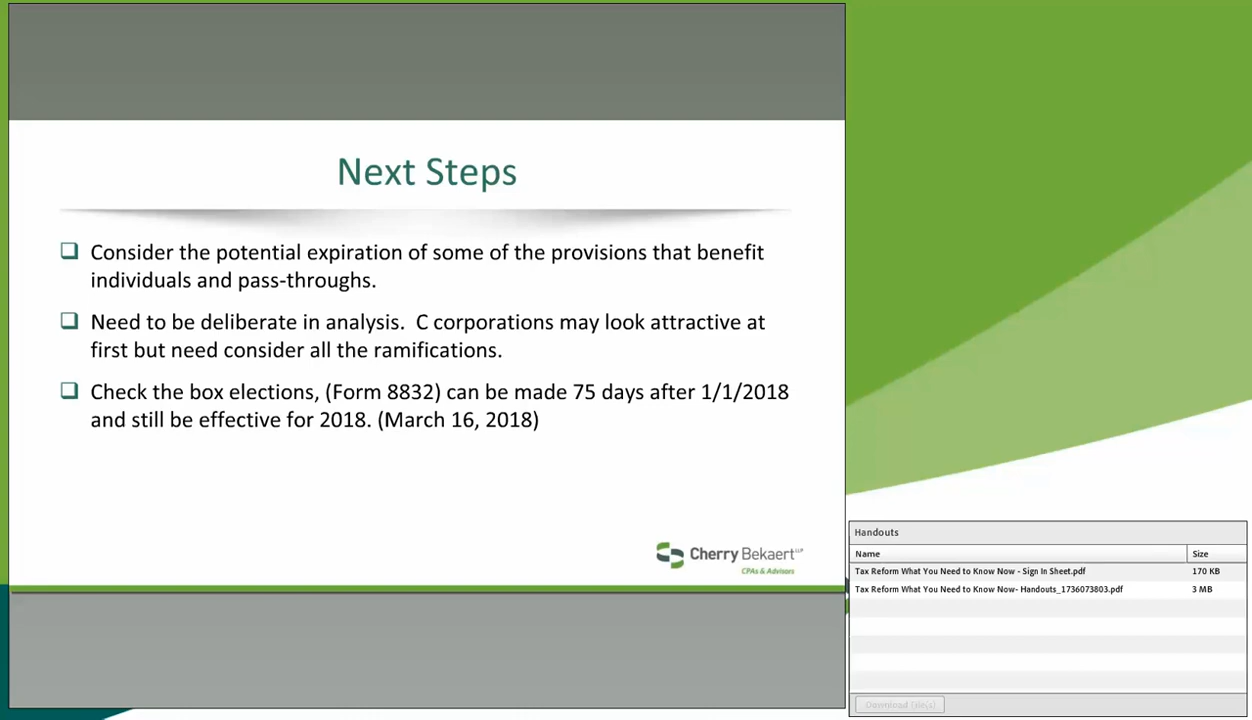 Next Steps
Consider the potential expiration of some of the provisions that benefit
individuals and pass-throughs.
Need to be deliberate in analysis.  C corporations may look attractive at
first but need consider all the ramifications.
Check the box elections, (Form 8832) can be made 75 days after 1/1/2018
and still be effective for 2018. (March 16, 2018)
Cherry Bekaert LLP
CPAs & Advisors
Handouts
Name Size
Tax Reform What You Need to Know Now - Sign In Sheet.pdf 170 KB
Tax Reform What You Need to Know Now- Handouts_1736073803.pdf 3 MB
Download File(s)